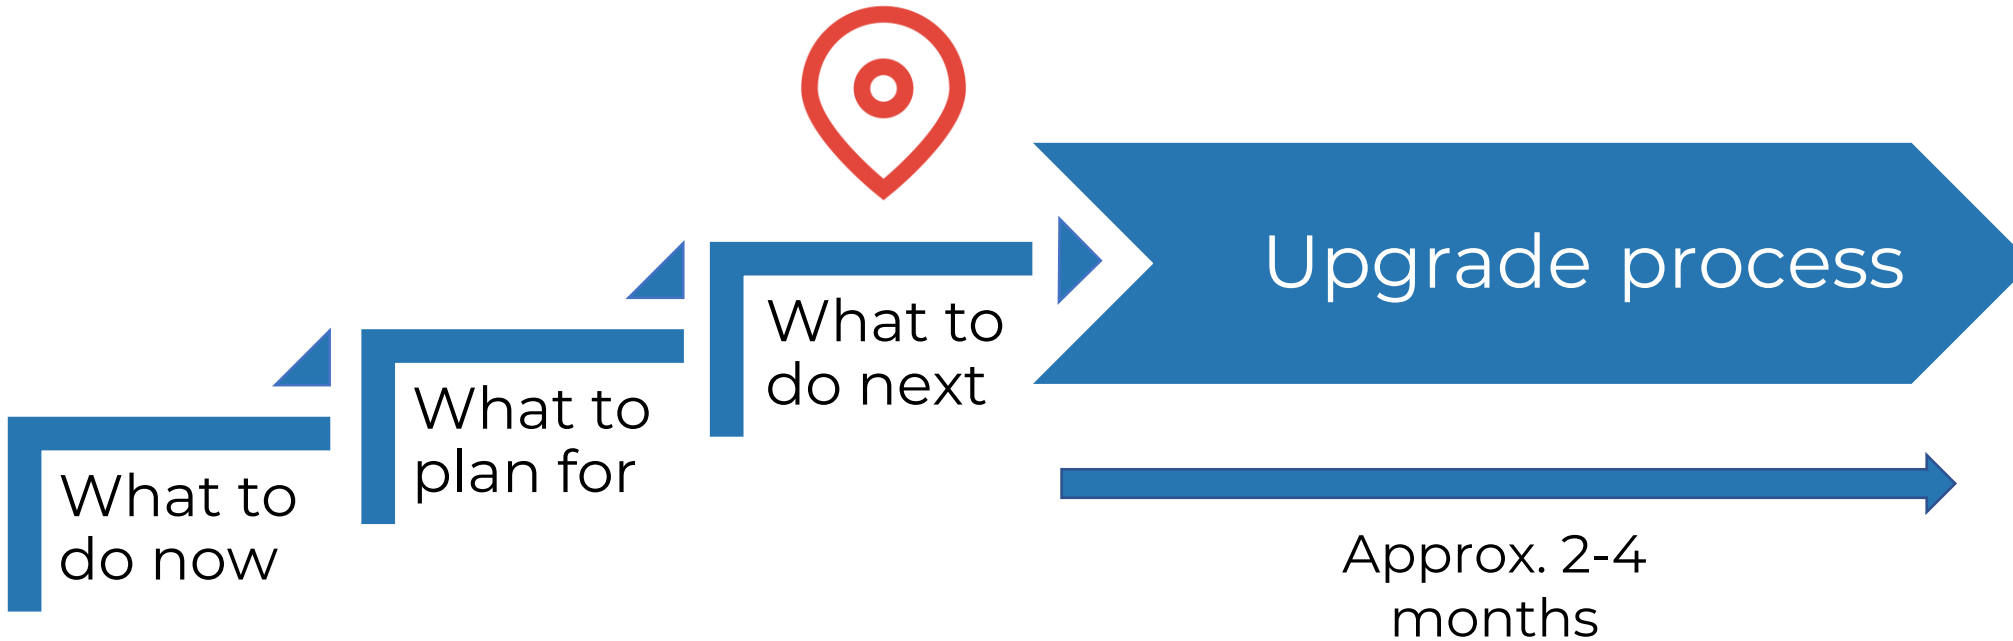 What to
do now
What to
plan for
What to
do next
Upgrade process
Approx. 2-4
months